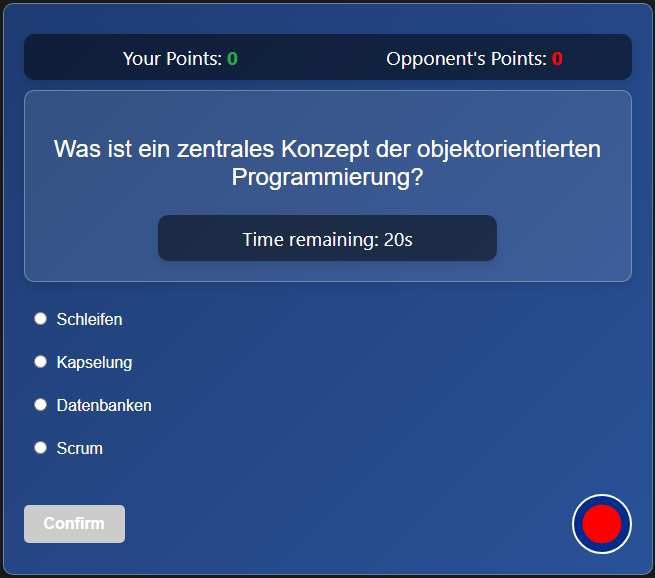 Your Points: 0 Opponent's Points: 0
Was ist ein zentrales Konzept der objektorientierten
Programmierung?
Time remaining: 20s
Schleifen
Kapselung
Datenbanken
Scrum
Confirm